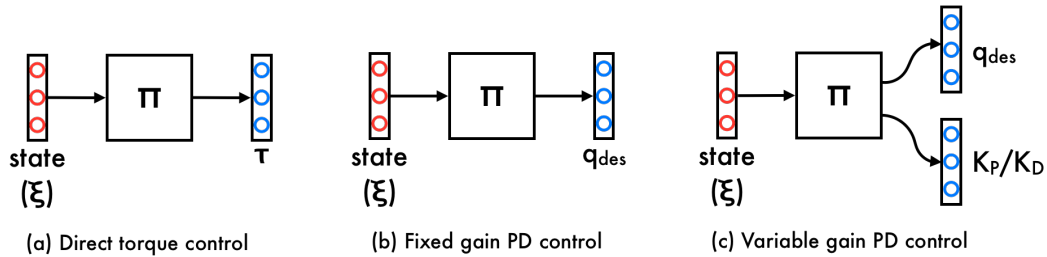 π
state
(ξ)
τ
(a) Direct torque control
π
state
(ξ)
qdes
(b) Fixed gain PD control
π
state
(ξ)
qdes
KP/KD
(c) Variable gain PD control